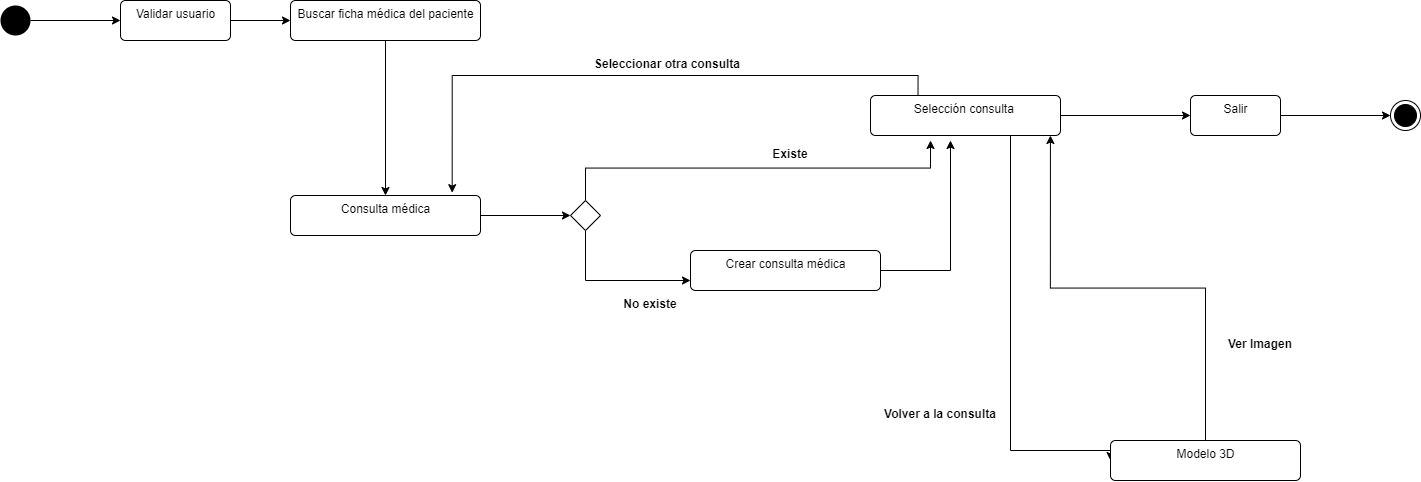 Validar usuario
Buscar ficha médica del paciente
Seleccionar otra consulta
Selección consulta
Salir
Existe
Consulta médica
Crear consulta médica
No existe
Ver Imagen
Volver a la consulta
Modelo 3D